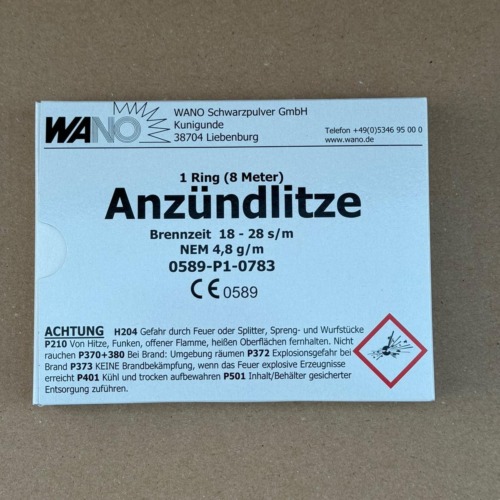 WANO
WANO Schwarzpulver GmbH
Kunigunde
38704 Liebenburg
Telefon +49(0)5346 95 00 0
www.wano.de
1 Ring (8 Meter)
Anzündlitze
Brennzeit 18 - 28 s/m
NEM 4,8 g/m
0589-P1-0783
CE 0589
ACHTUNG H204 Gefahr durch Feuer oder Splitter, Spreng- und Wurfstücke
P210 Von Hitze, Funken, offener Flamme, heißen Oberflächen fernhalten. Nicht
rauchen P370+380 Bei Brand: Umgebung räumen P372 Explosionsgefahr bei
Brand P373 KEINE Brandbekämpfung, wenn das Feuer explosive Erzeugnisse
erreicht P401 Kühl und trocken aufbewahren P501 Inhalt/Behälter gesicherter
Entsorgung zuführen.